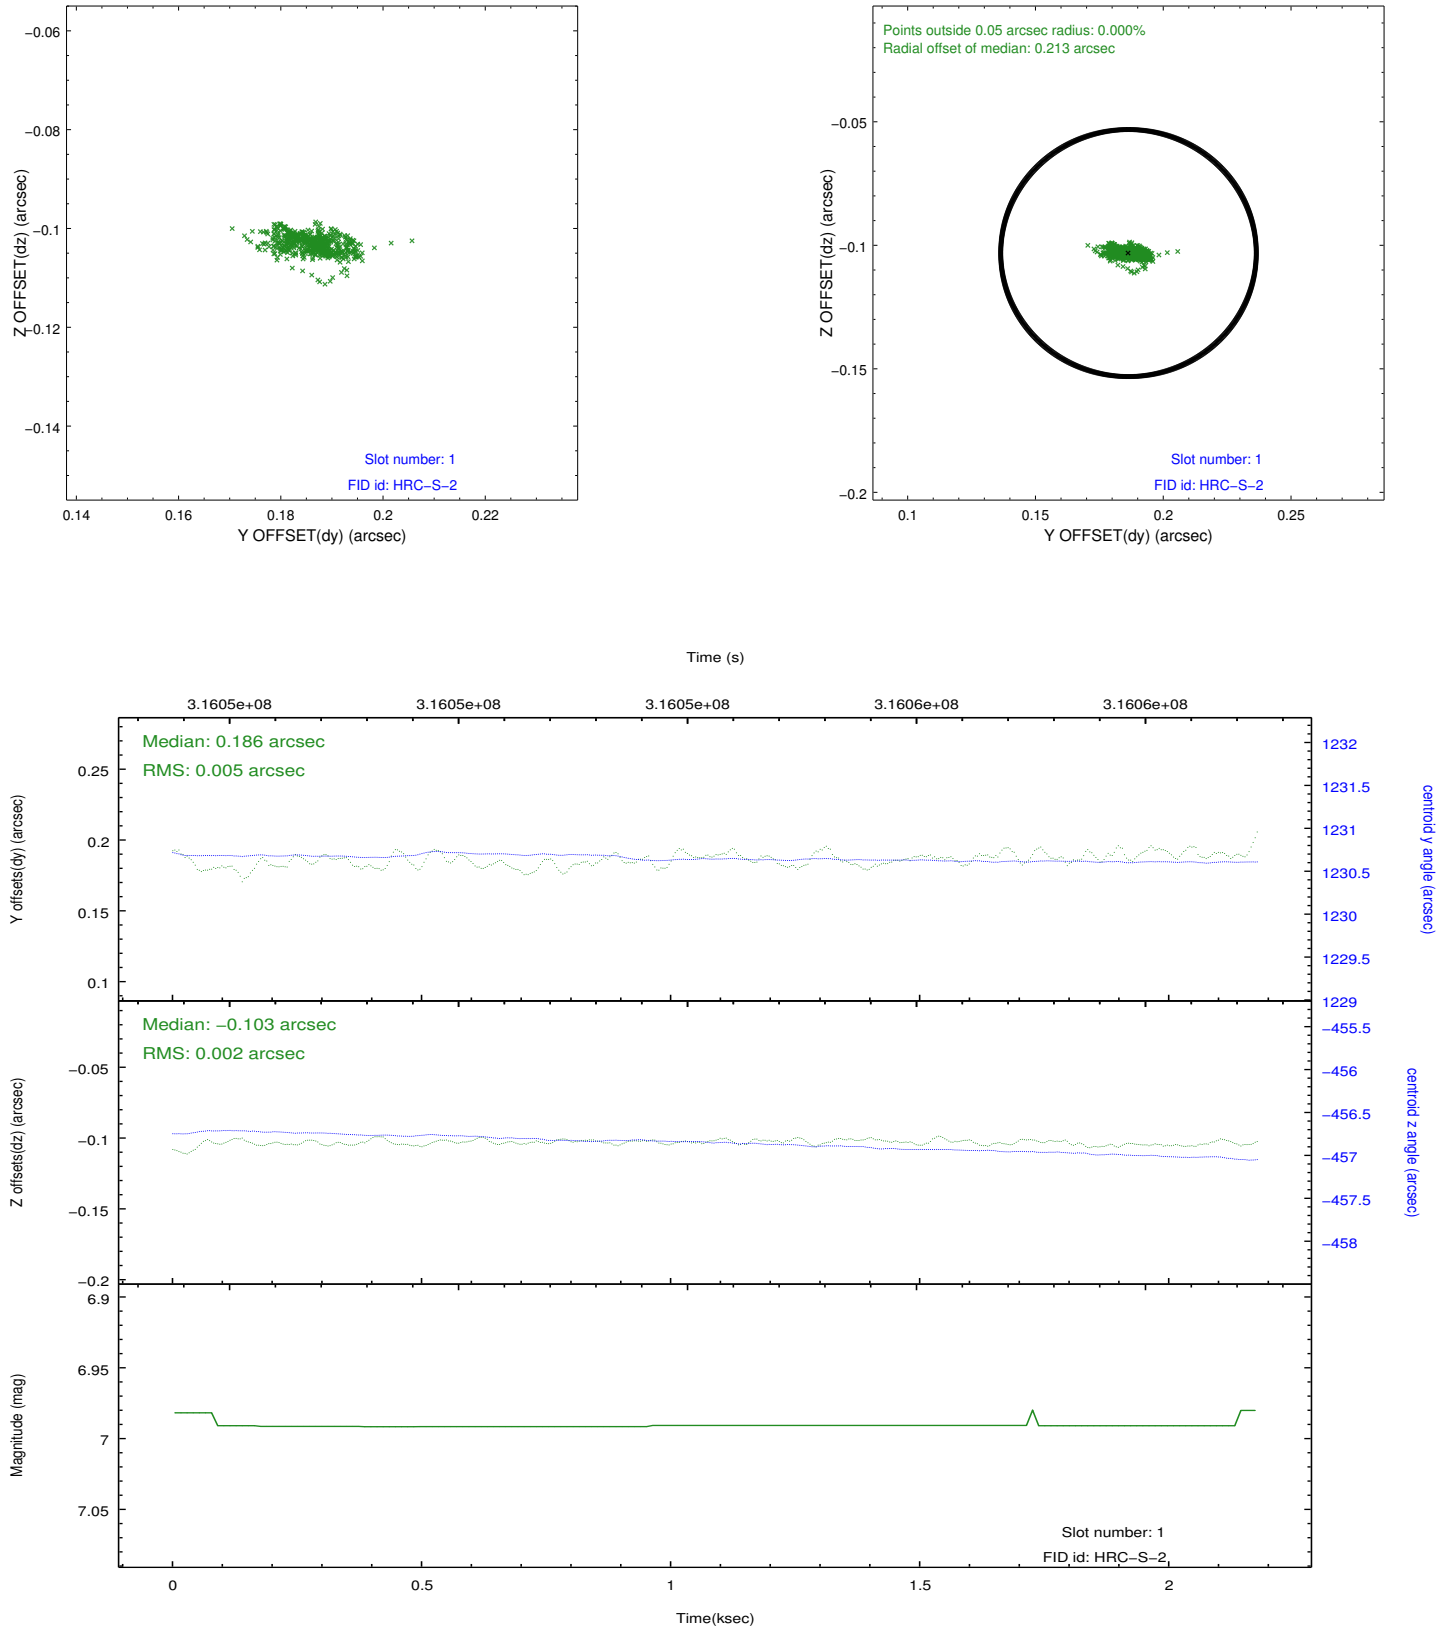 −0.06
−0.08
−0.1
−0.12
−0.14
Z OFFSET(dz) (arcsec)
Slot number: 1
FID id: HRC−S−2
0.14
0.16
0.18
0.2
0.22
Y OFFSET(dy) (arcsec)
Points outside 0.05 arcsec radius: 0.000%
Radial offset of median: 0.213 arcsec
−0.05
−0.1
−0.15
−0.2
Z OFFSET(dz) (arcsec)
Slot number: 1
FID id: HRC−S−2
0.1
0.15
0.2
0.25
Y OFFSET(dy) (arcsec)
Time (s)
3.1605e+08
3.1605e+08
3.1605e+08
3.1606e+08
3.1606e+08
Median: 0.186 arcsec
RMS: 0.005 arcsec
0.25
0.2
0.15
0.1
Y offsets(dy) (arcsec)
1232
1231.5
1231
1230.5
1230
1229.5
1229
centroid y angle (arcsec)
Median: −0.103 arcsec
RMS: 0.002 arcsec
−0.05
−0.1
−0.15
−0.2
Z offsets(dz) (arcsec)
−455.5
−456
−456.5
−457
−457.5
−458
centroid z angle (arcsec)
6.9
6.95
7
7.05
Magnitude (mag)
Slot number: 1
FID id: HRC−S−2
0
0.5
1
1.5
2
Time(ksec)